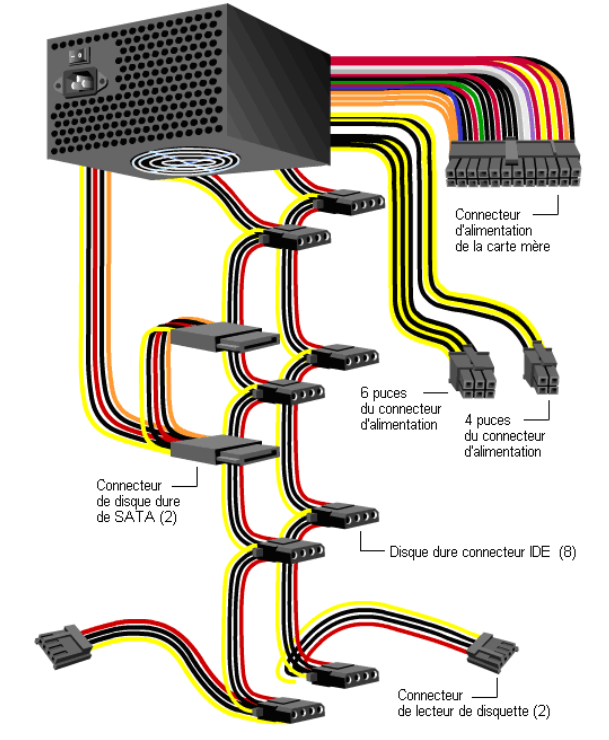 Connecteur
d'alimentation
de la carte mère
6 puces
du connecteur
d'alimentation
4 puces
du connecteur
d'alimentation
Connecteur
de disque dure
de SATA (2)
Disque dure connecteur IDE (8)
Connecteur
de lecteur de disquette (2)